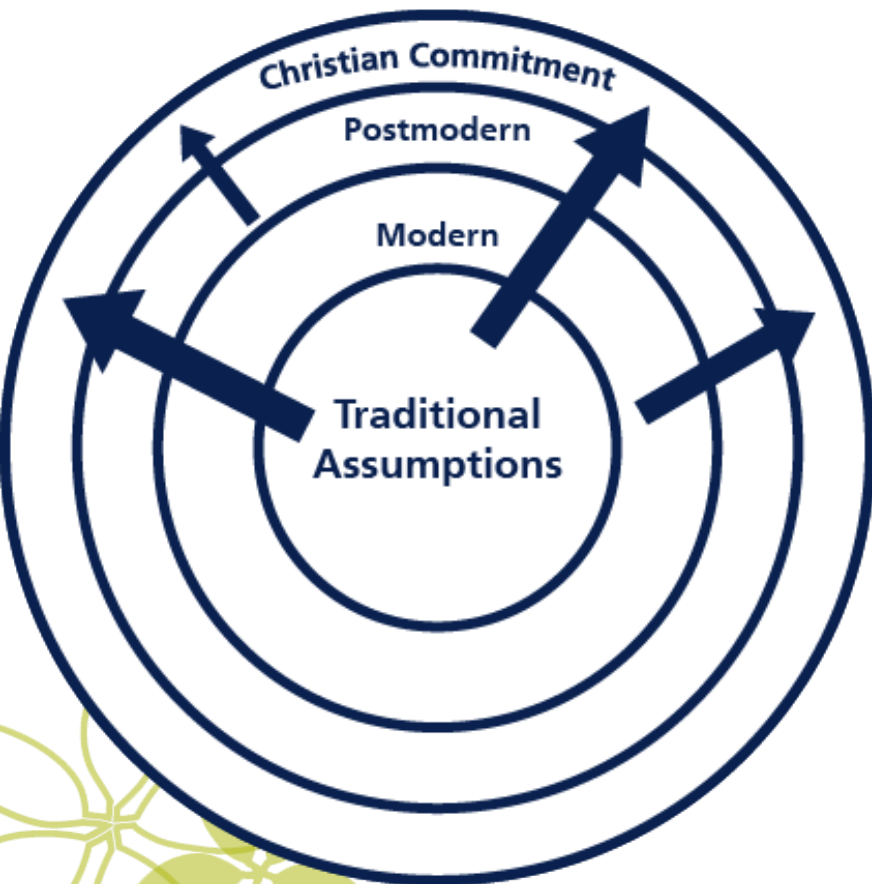 Christian Commitment
Postmodern
Modern
Traditional
Assumptions